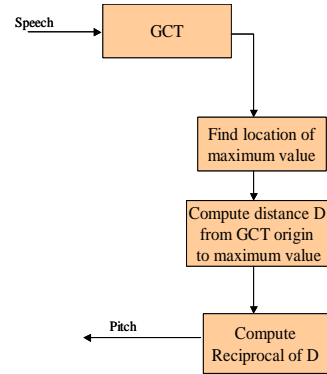 Speech
GCT
Find location of
maximum value
Compute distance D
from GCT origin
to maximum value
Pitch
Compute
Reciprocal of D